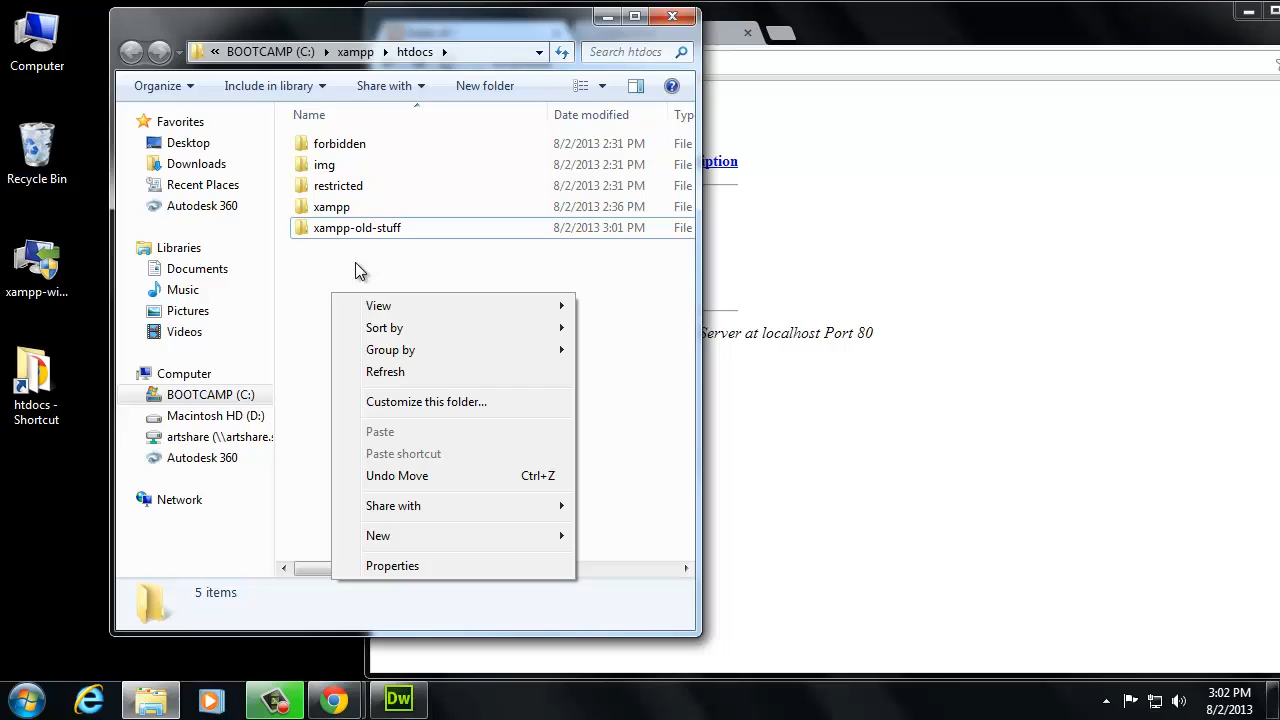 Computer
Recycle Bin
xampp-wi...
htdocs -
Shortcut
« BOOTCAMP (C:) ▸ xampp ▸ htdocs ▸
Search htdocs
Organize
Include in library
Share with
New folder
Name
Date modified
Typ
Favorites
Desktop
Downloads
Recent Places
Autodesk 360
Libraries
Documents
Music
Pictures
Videos
Computer
BOOTCAMP (C:)
Macintosh HD (D:)
artshare (\\artshare.s
Autodesk 360
Network
forbidden 8/2/2013 2:31 PM File
img 8/2/2013 2:31 PM File
restricted 8/2/2013 2:31 PM File
xampp 8/2/2013 2:36 PM File
xampp-old-stuff 8/2/2013 3:01 PM File
View
Sort by
Group by
Refresh
Customize this folder...
Paste
Paste shortcut
Undo Move Ctrl+Z
Share with
New
Properties
5 items
iption
Server at localhost Port 80
Dw
3:02 PM
8/2/2013